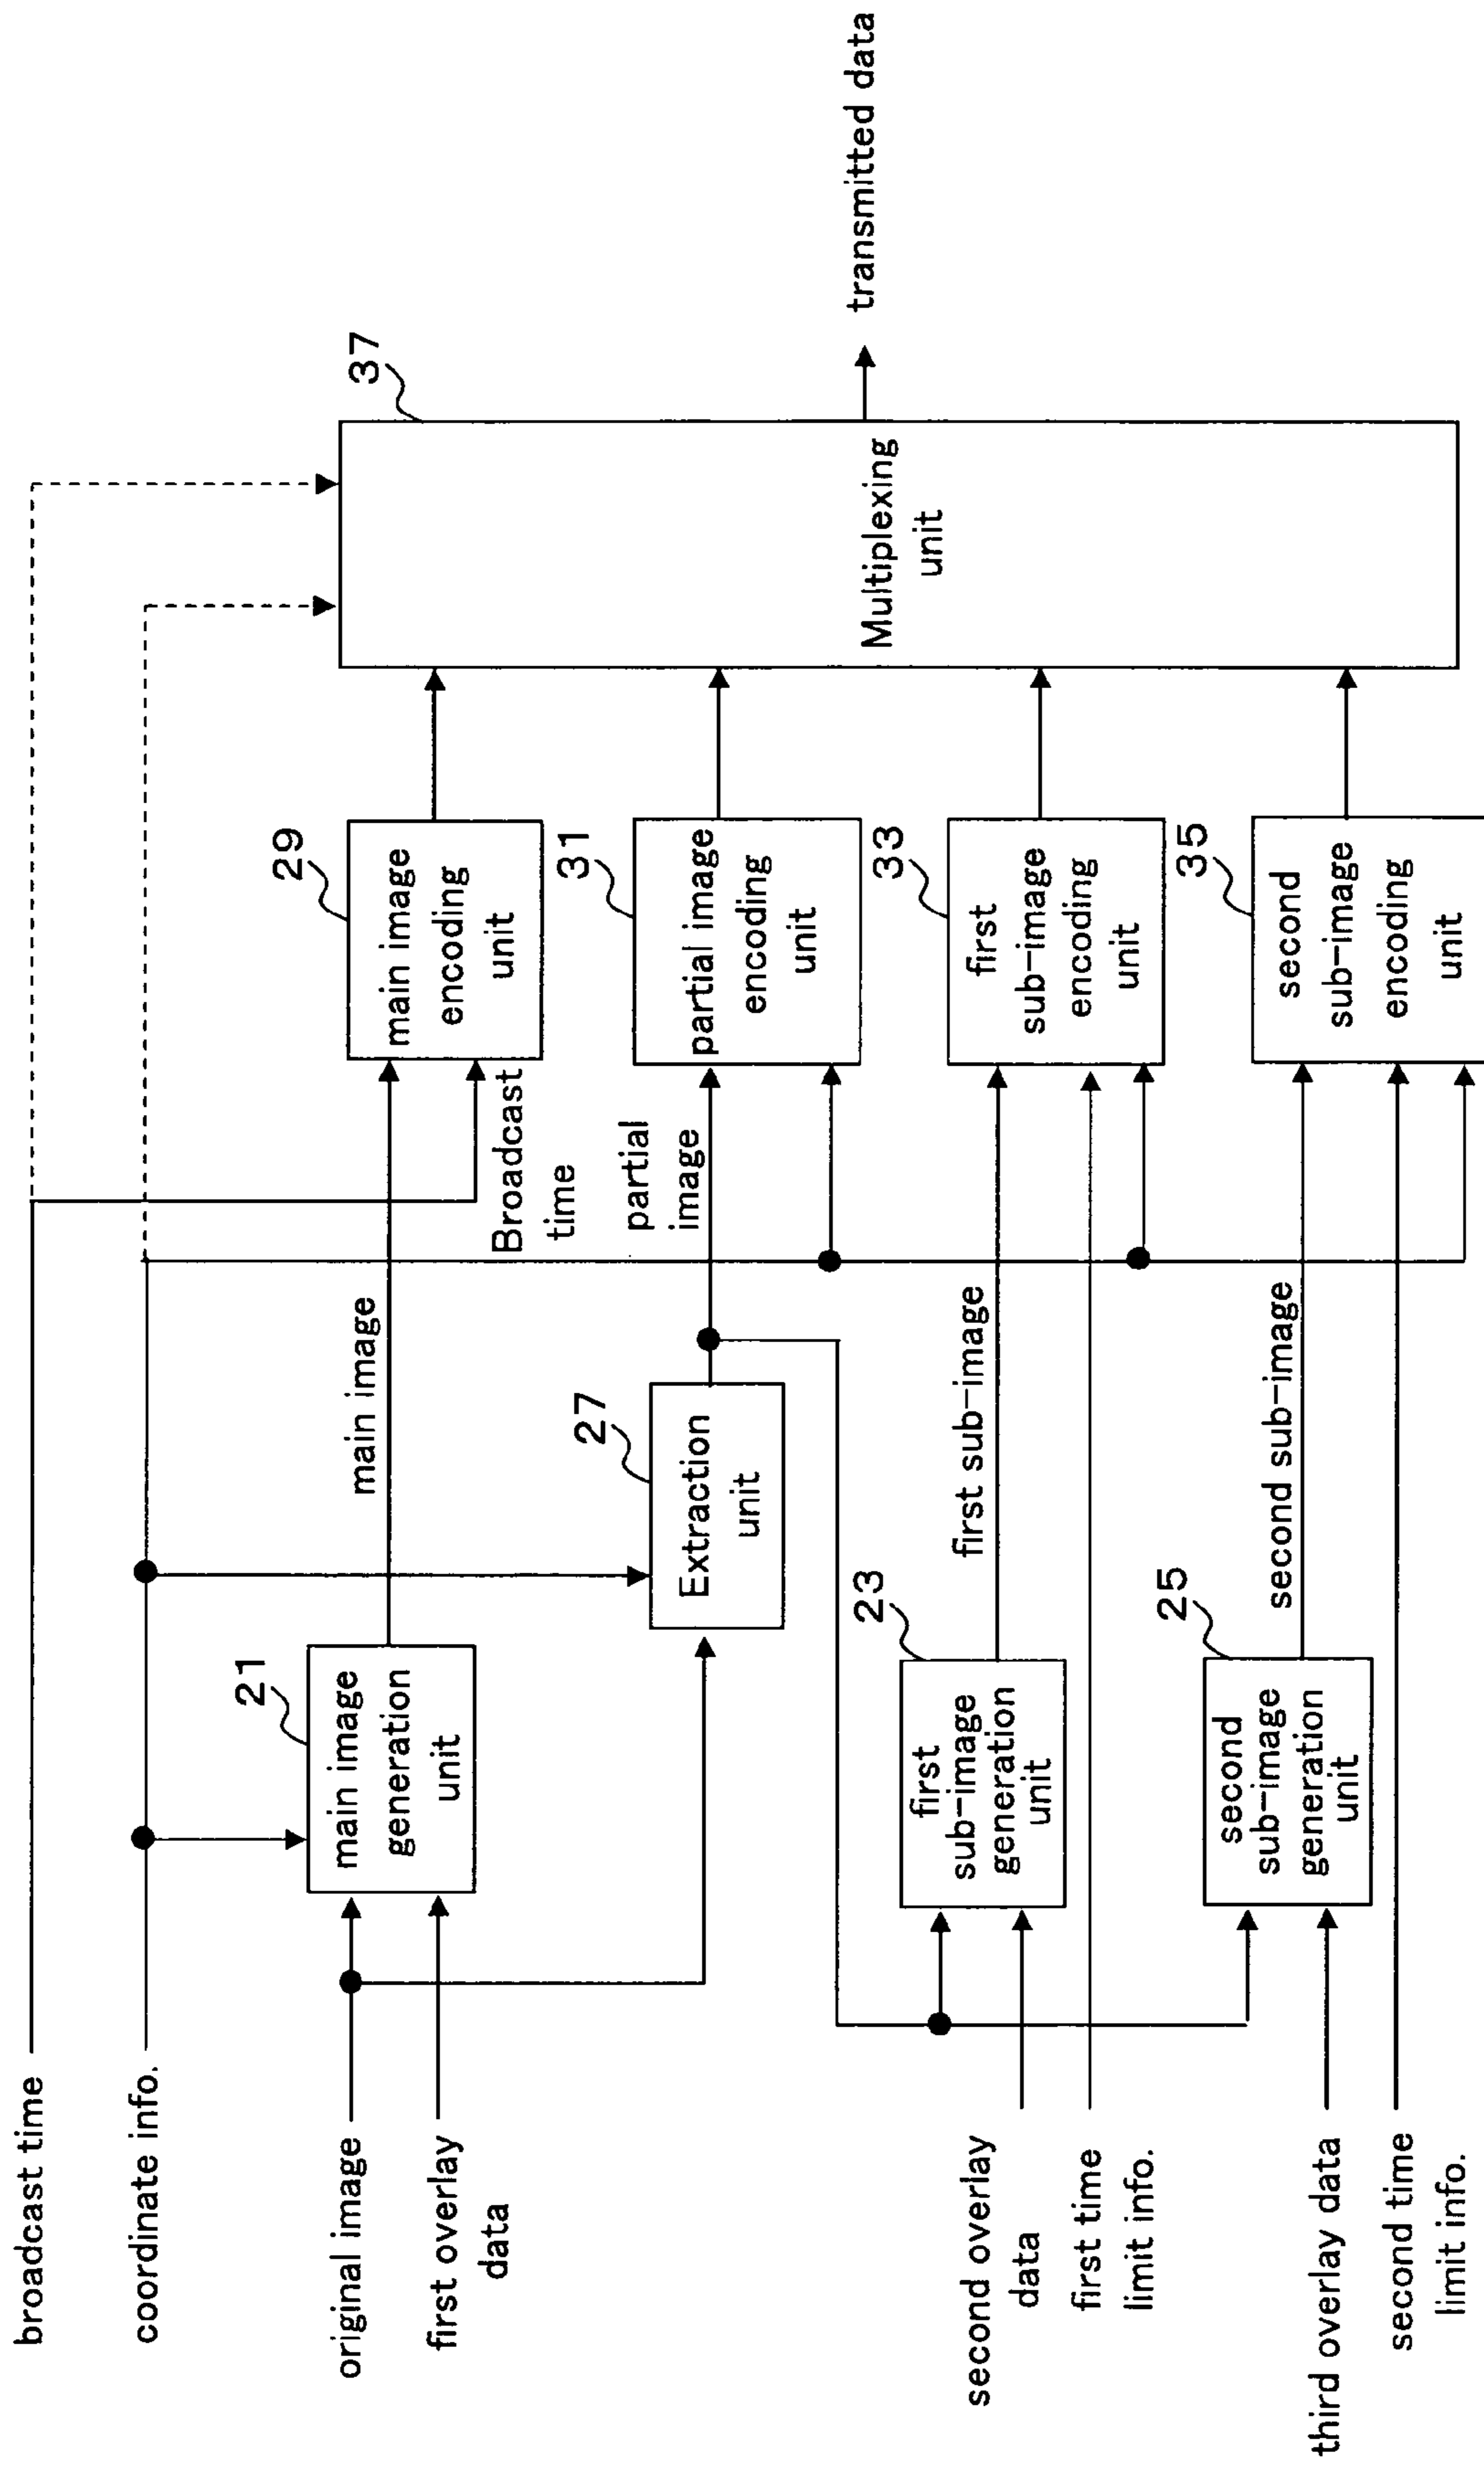 broadcast time
coordinate info.
original image
first overlay
data
second overlay
data
first time
limit info.
third overlay data
second time
limit info.
21
main image
generation
unit
23
first
sub-image
generation
unit
25
second
sub-image
generation
unit
27
Extraction
unit
main image
Broadcast
time
partial
image
first sub-image
second sub-image
29
main image
encoding
unit
31
partial image
encoding
unit
33
first
sub-image
encoding
unit
35
second
sub-image
encoding
unit
37
Multiplexing
unit
transmitted data